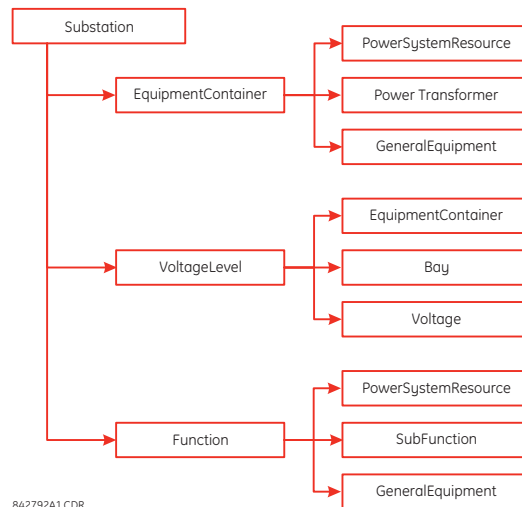 Substation
PowerSystemResource
EquipmentContainer
Power Transformer
GeneralEquipment
EquipmentContainer
VoltageLevel
Bay
Voltage
PowerSystemResource
Function
SubFunction
GeneralEquipment
842792A1.CDR